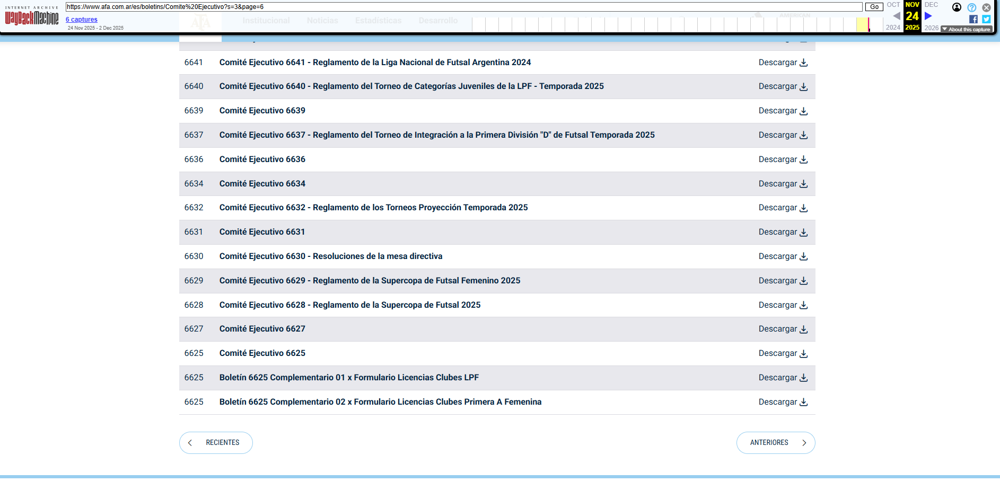 INTERNET ARCHIVE
WayBackMachine
https://www.afa.com.ar/es/boletins/Comite%20Ejecutivo?s=3&page=6
Go
6 captures
24 Nov 2025 - 2 Dec 2025
OCT NOV DEC
24
2024 2025 2026
About this capture
AFA
Institucional Noticias Estadísticas Desarrollo
AMERICAN
6641 Comité Ejecutivo 6641 - Reglamento de la Liga Nacional de Futsal Argentina 2024 Descargar
6640 Comité Ejecutivo 6640 - Reglamento del Torneo de Categorías Juveniles de la LPF - Temporada 2025 Descargar
6639 Comité Ejecutivo 6639 Descargar
6637 Comité Ejecutivo 6637 - Reglamento del Torneo de Integración a la Primera División "D" de Futsal Temporada 2025 Descargar
6636 Comité Ejecutivo 6636 Descargar
6634 Comité Ejecutivo 6634 Descargar
6632 Comité Ejecutivo 6632 - Reglamento de los Torneos Proyección Temporada 2025 Descargar
6631 Comité Ejecutivo 6631 Descargar
6630 Comité Ejecutivo 6630 - Resoluciones de la mesa directiva Descargar
6629 Comité Ejecutivo 6629 - Reglamento de la Supercopa de Futsal Femenino 2025 Descargar
6628 Comité Ejecutivo 6628 - Reglamento de la Supercopa de Futsal 2025 Descargar
6627 Comité Ejecutivo 6627 Descargar
6625 Comité Ejecutivo 6625 Descargar
6625 Boletín 6625 Complementario 01 x Formulario Licencias Clubes LPF Descargar
6625 Boletín 6625 Complementario 02 x Formulario Licencias Clubes Primera A Femenina Descargar
RECIENTES
ANTERIORES